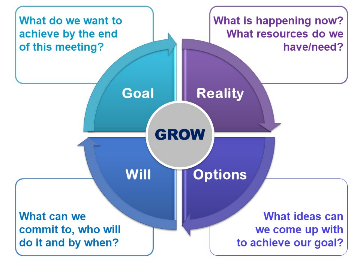 What do we want to
achieve by the end
of this meeting?
What is happening now?
What resources do we
have/need?
Goal
Reality
GROW
Will
Options
What can we
commit to, who will
do it and by when?
What ideas can
we come up with
to achieve our goal?